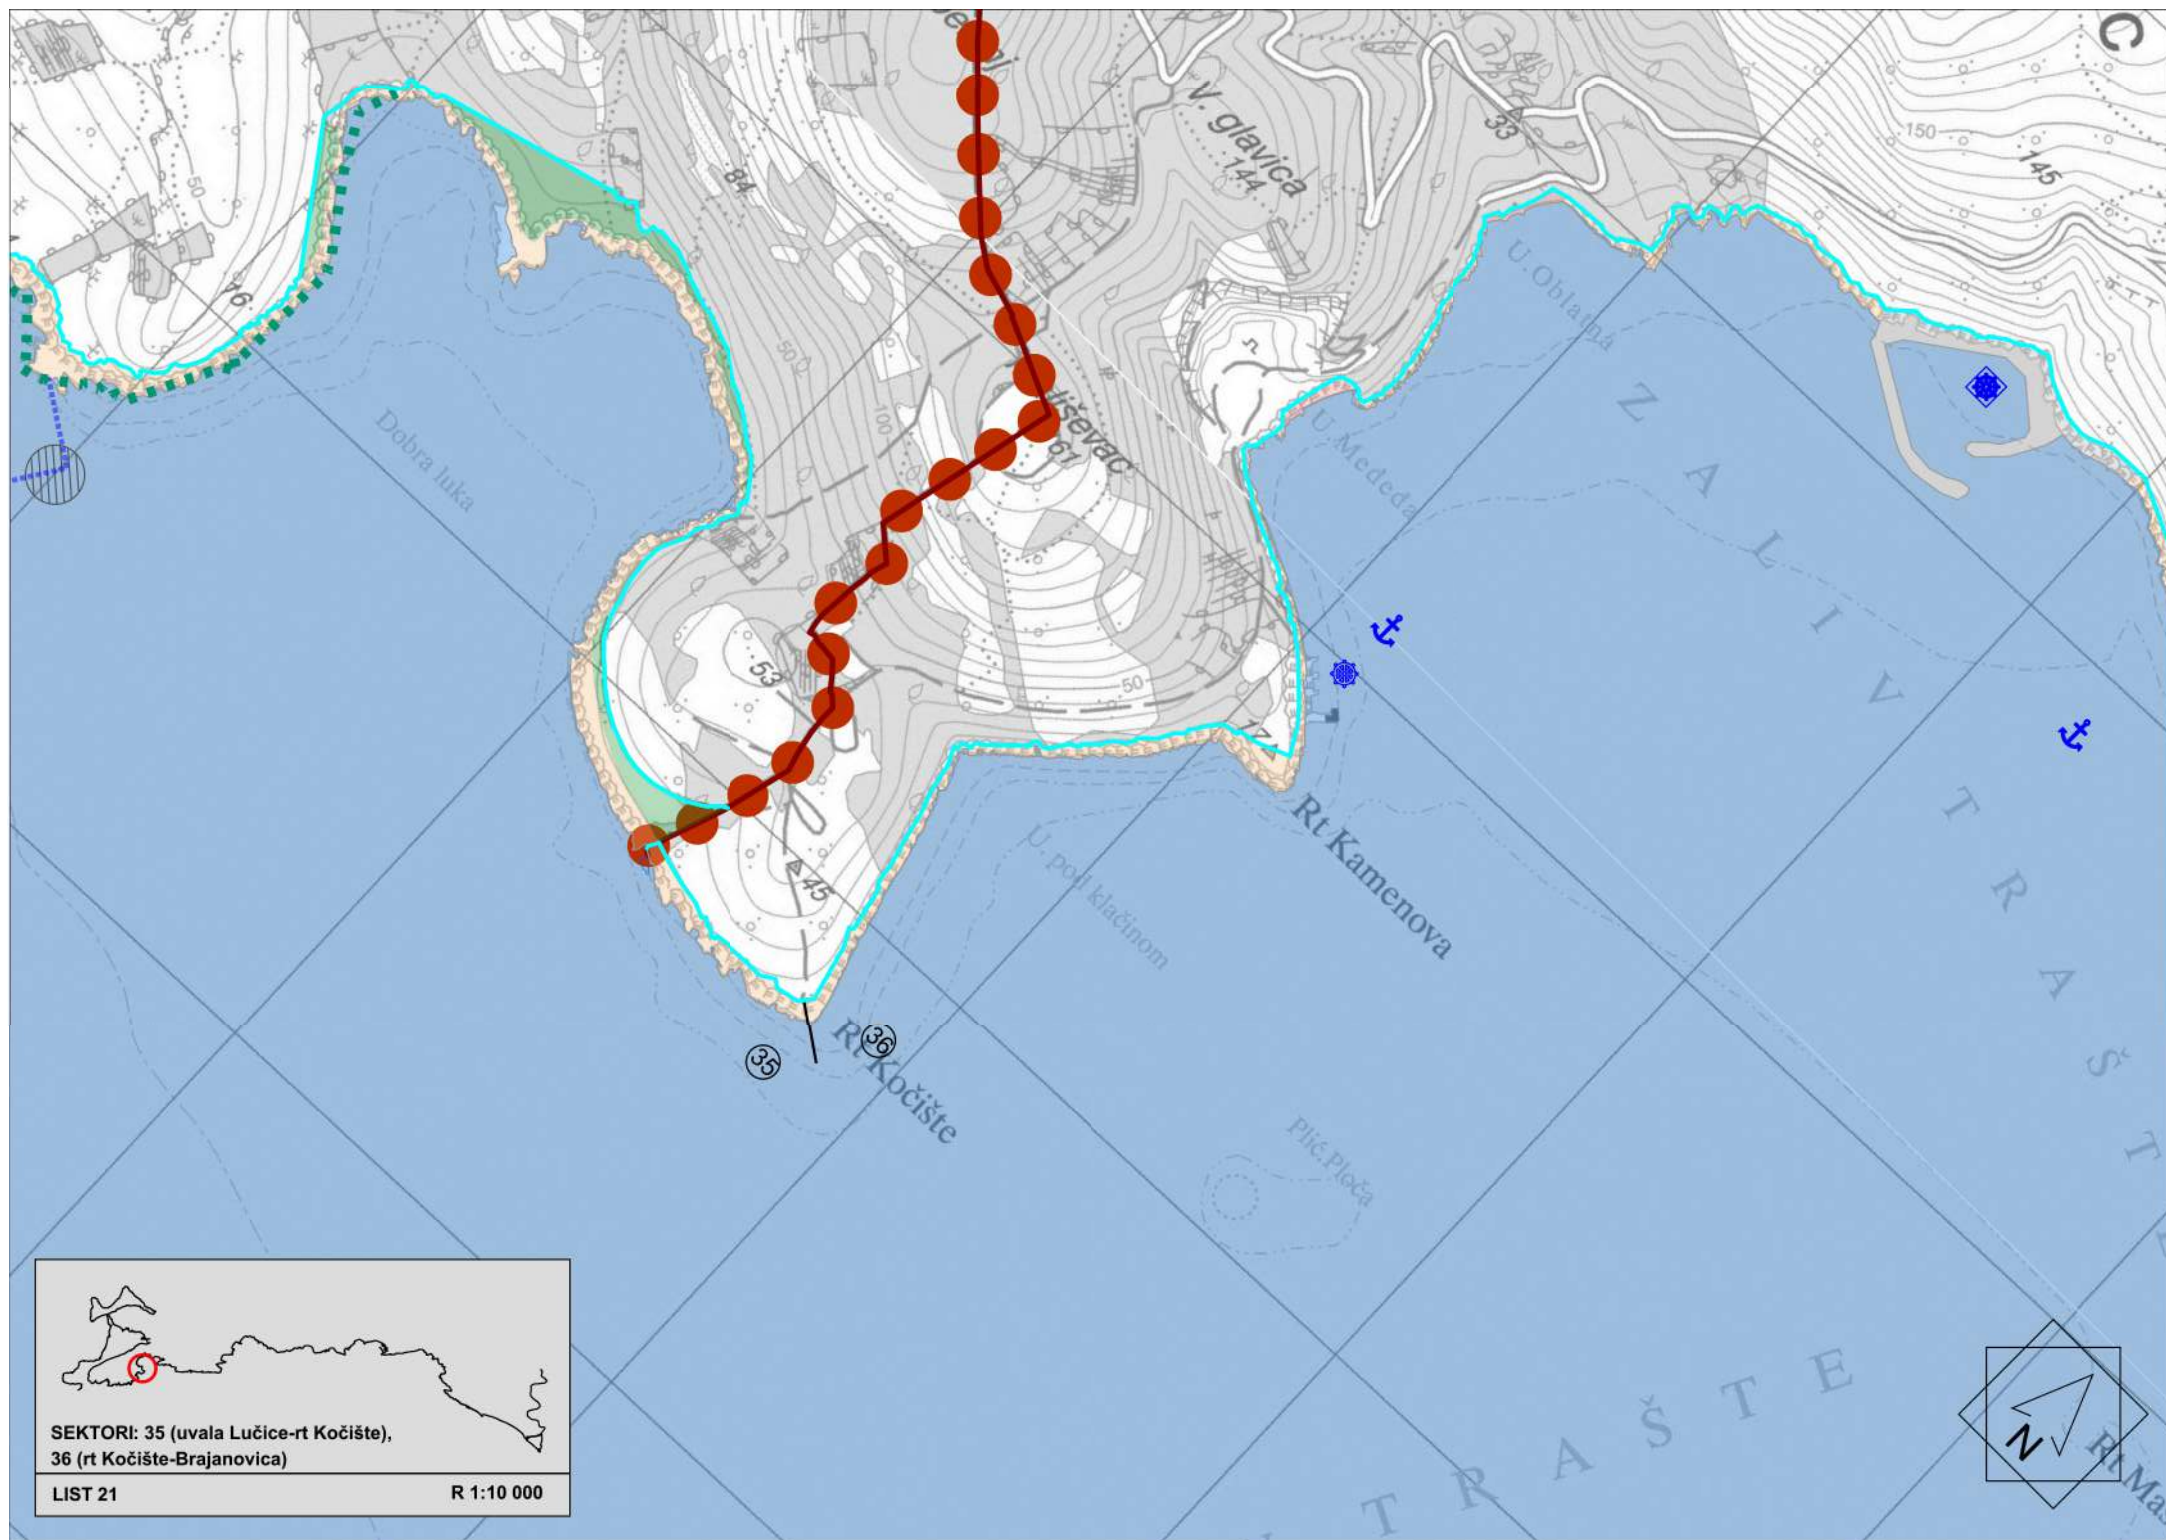 C
V. glavica
144
33
150
145
50
84
76
50
100
U. Oblatna
Dobra luka
61
U Međeđa
Z A L I V
T R A Š T E
53
50
17
45
Rt Kamenova
U. pod klačinom
35
36
Rt Kočište
Plić.Ploča
T R A Š T E
SEKTORI: 35 (uvala Lučice-rt Kočište),
36 (rt Kočište-Brajanovica)
LIST 21
R 1:10 000
N